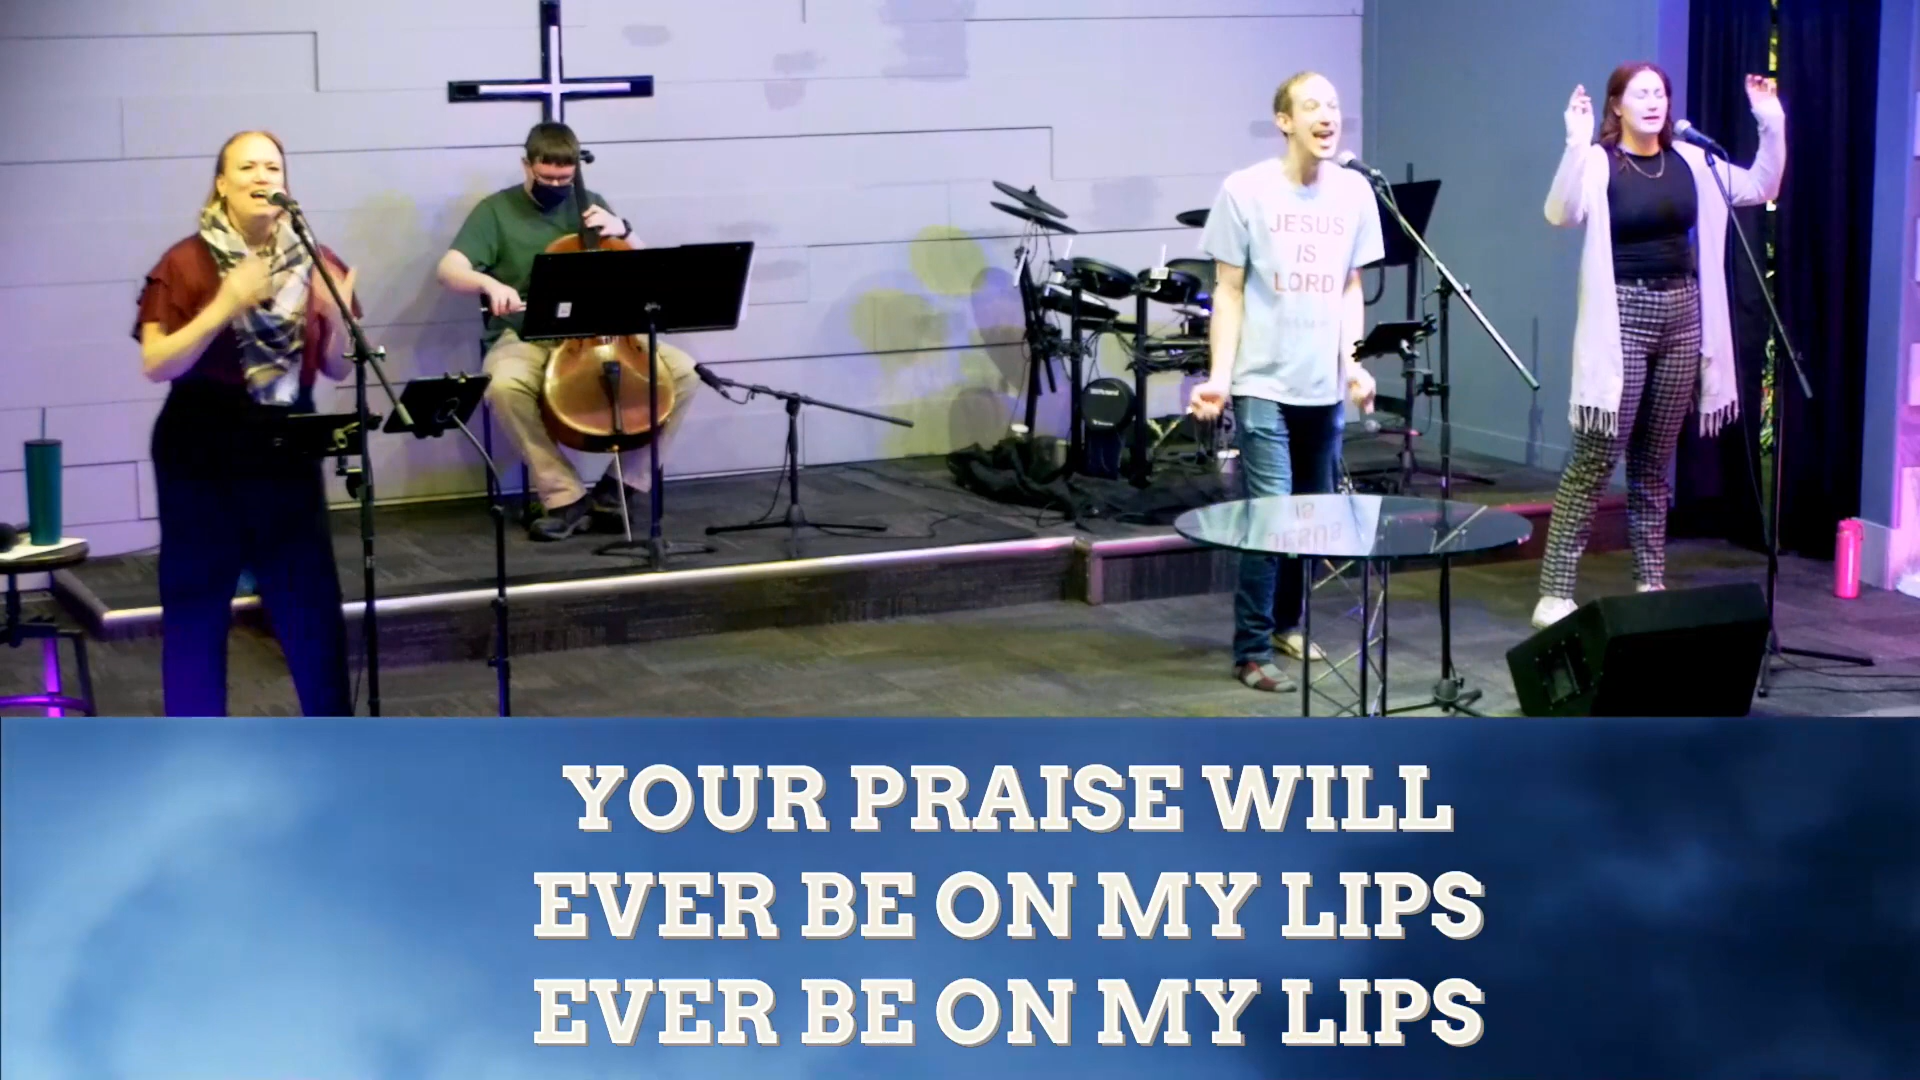 JESUS
IS
LORD
YOUR PRAISE WILL
EVER BE ON MY LIPS
EVER BE ON MY LIPS